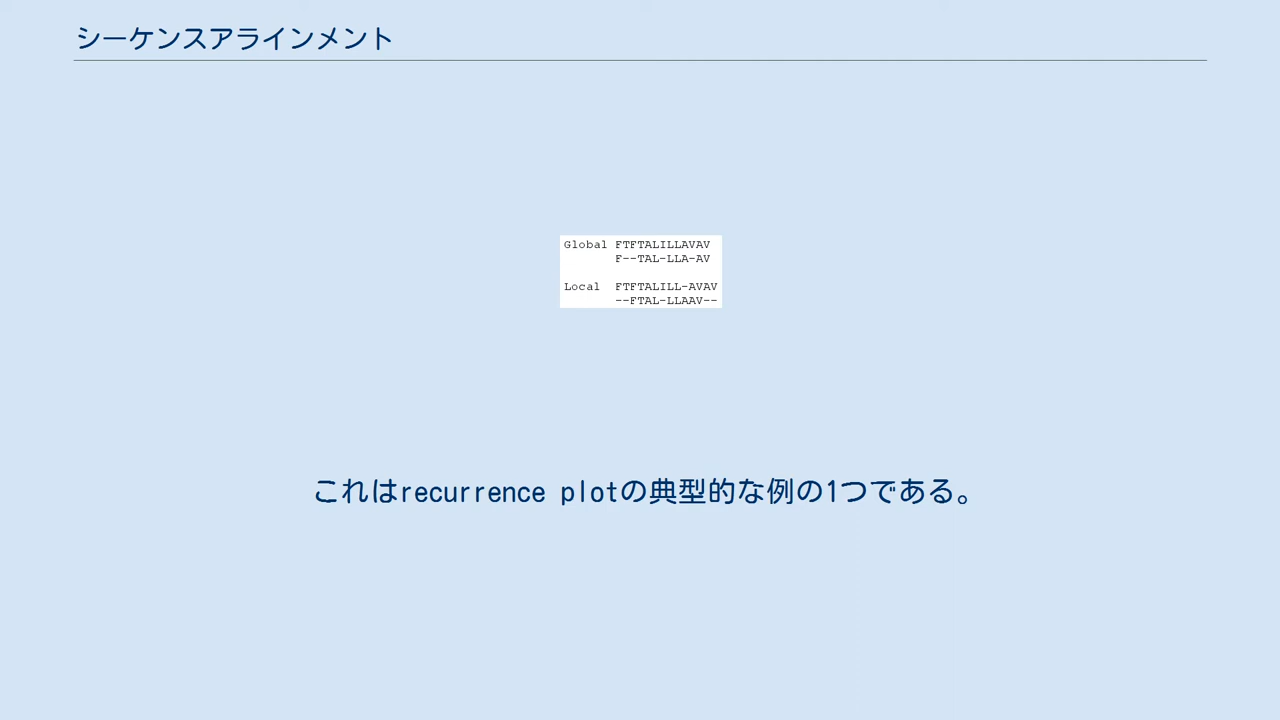 シーケンスアラインメント
Global FTFTALILLAVAV
F--TAL-LLA-AV
Local FTFTALILL-AVAV
--FTAL-LLAAV--
これはrecurrence plotの典型的な例の1つである。